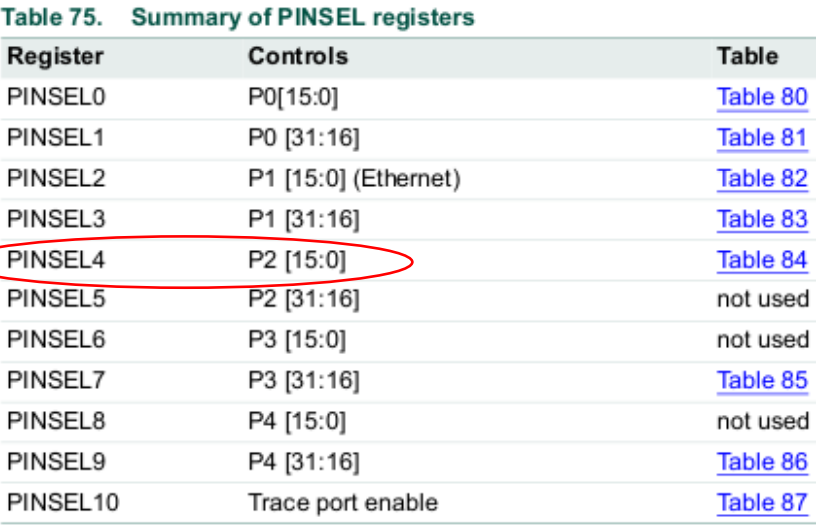 Table 75. Summary of PINSEL registers
Register Controls Table
PINSEL0 P0[15:0] Table 80
PINSEL1 P0 [31:16] Table 81
PINSEL2 P1 [15:0] (Ethernet) Table 82
PINSEL3 P1 [31:16] Table 83
PINSEL4 P2 [15:0] Table 84
PINSEL5 P2 [31:16] not used
PINSEL6 P3 [15:0] not used
PINSEL7 P3 [31:16] Table 85
PINSEL8 P4 [15:0] not used
PINSEL9 P4 [31:16] Table 86
PINSEL10 Trace port enable Table 87